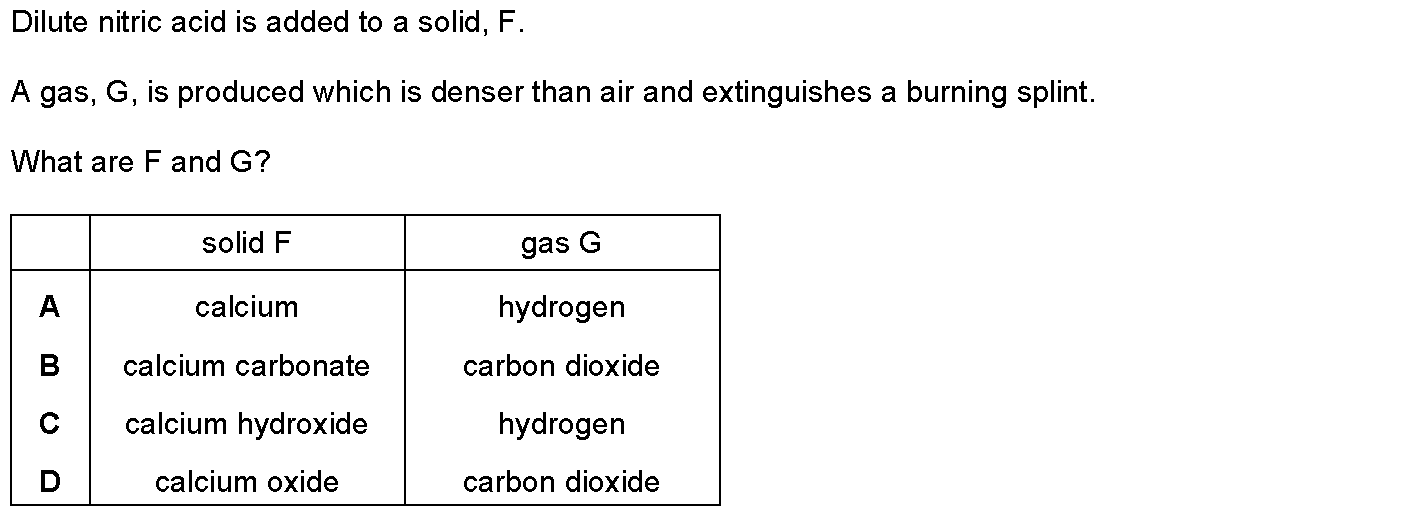 Dilute nitric acid is added to a solid, F.
A gas, G, is produced which is denser than air and extinguishes a burning splint.
What are F and G?
solid F gas G
A calcium hydrogen
B calcium carbonate carbon dioxide
C calcium hydroxide hydrogen
D calcium oxide carbon dioxide